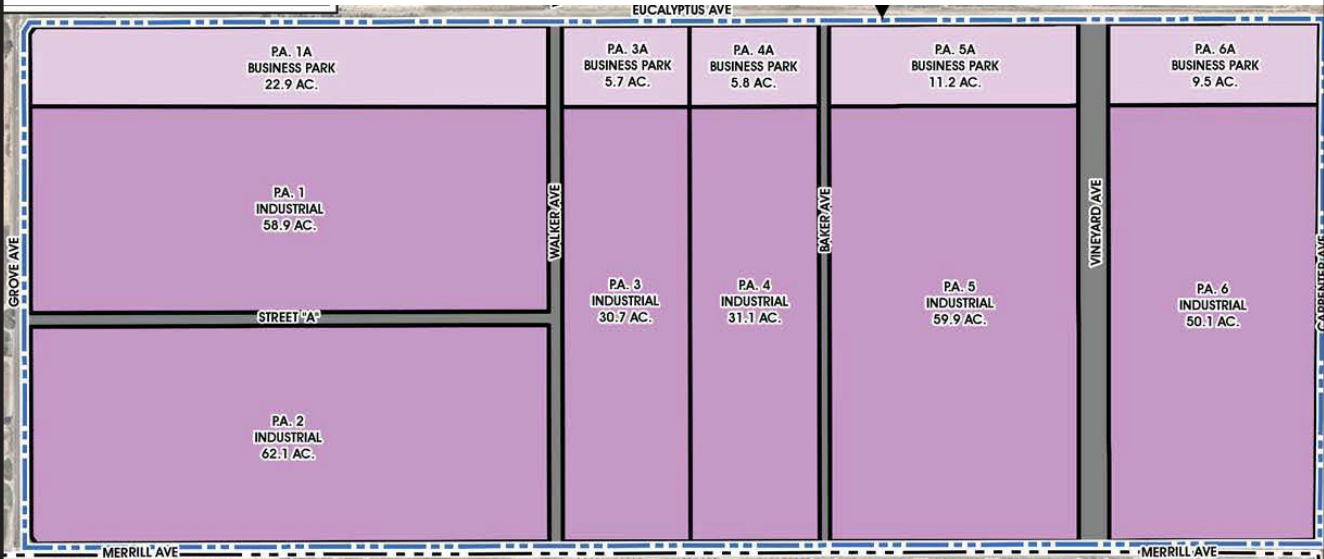 EUCALYPTUS AVE
P.A. 1A
BUSINESS PARK
22.9 AC.
P.A. 3A
BUSINESS PARK
5.7 AC.
P.A. 4A
BUSINESS PARK
5.8 AC.
P.A. 5A
BUSINESS PARK
11.2 AC.
P.A. 6A
BUSINESS PARK
9.5 AC.
GROVE AVE
P.A. 1
INDUSTRIAL
58.9 AC.
WALKER AVE
BAKER AVE
VINEYARD AVE
CARPENTER AVE
STREET "A"
P.A. 3
INDUSTRIAL
30.7 AC.
P.A. 4
INDUSTRIAL
31.1 AC.
P.A. 5
INDUSTRIAL
59.9 AC.
P.A. 6
INDUSTRIAL
50.1 AC.
P.A. 2
INDUSTRIAL
62.1 AC.
MERRILL AVE
MERRILL AVE